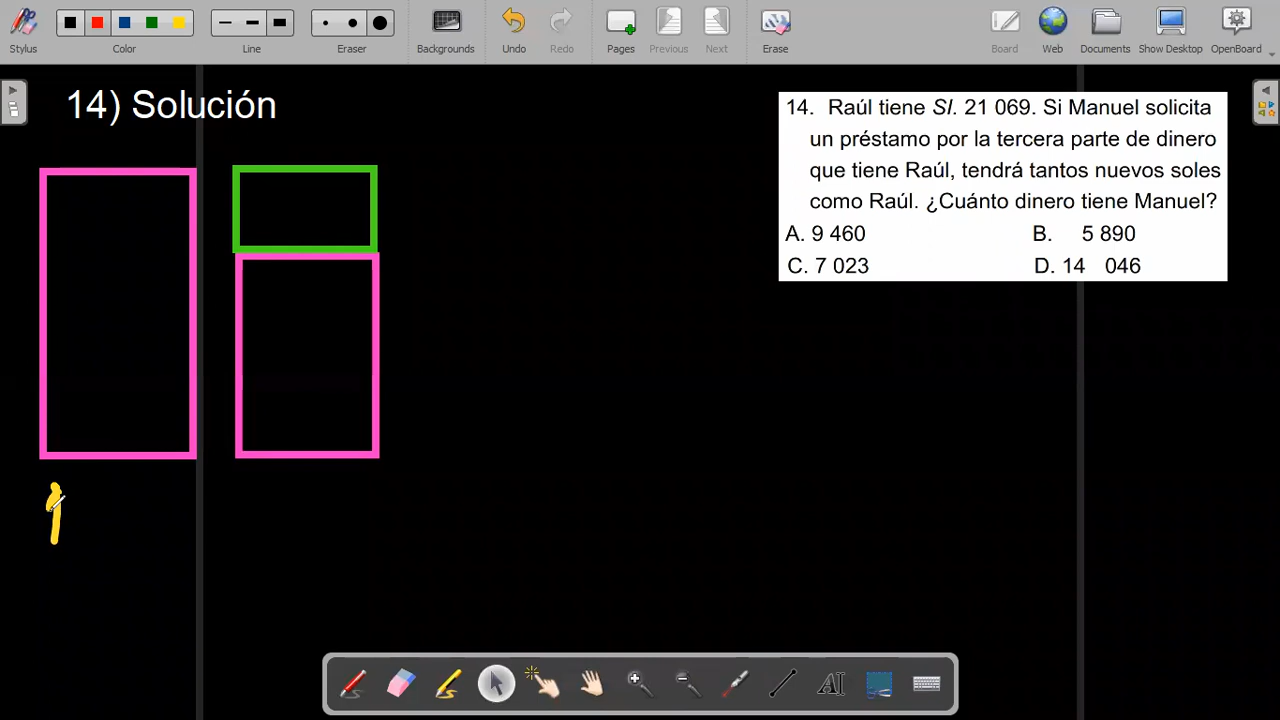 Stylus
Color
Line
Eraser
Backgrounds
Undo
Redo
Pages
Previous
Next
Erase
Board
Web
Documents
Show Desktop
OpenBoard
14) Solución
14. Raúl tiene S/. 21 069. Si Manuel solicita
un préstamo por la tercera parte de dinero
que tiene Raúl, tendrá tantos nuevos soles
como Raúl. ¿Cuánto dinero tiene Manuel?
A. 9 460 B. 5 890
C. 7 023 D. 14 046
AI